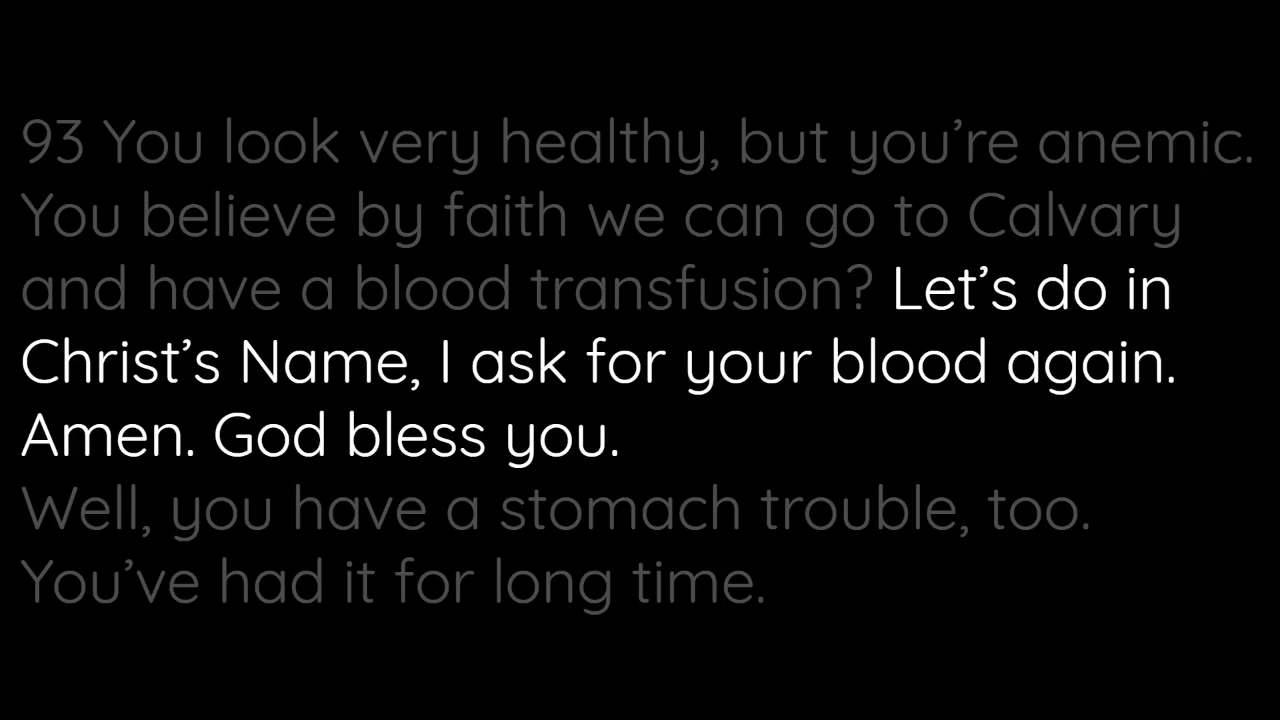 93 You look very healthy, but you’re anemic.
You believe by faith we can go to Calvary
and have a blood transfusion? Let’s do in
Christ’s Name, I ask for your blood again.
Amen. God bless you.
Well, you have a stomach trouble, too.
You’ve had it for long time.